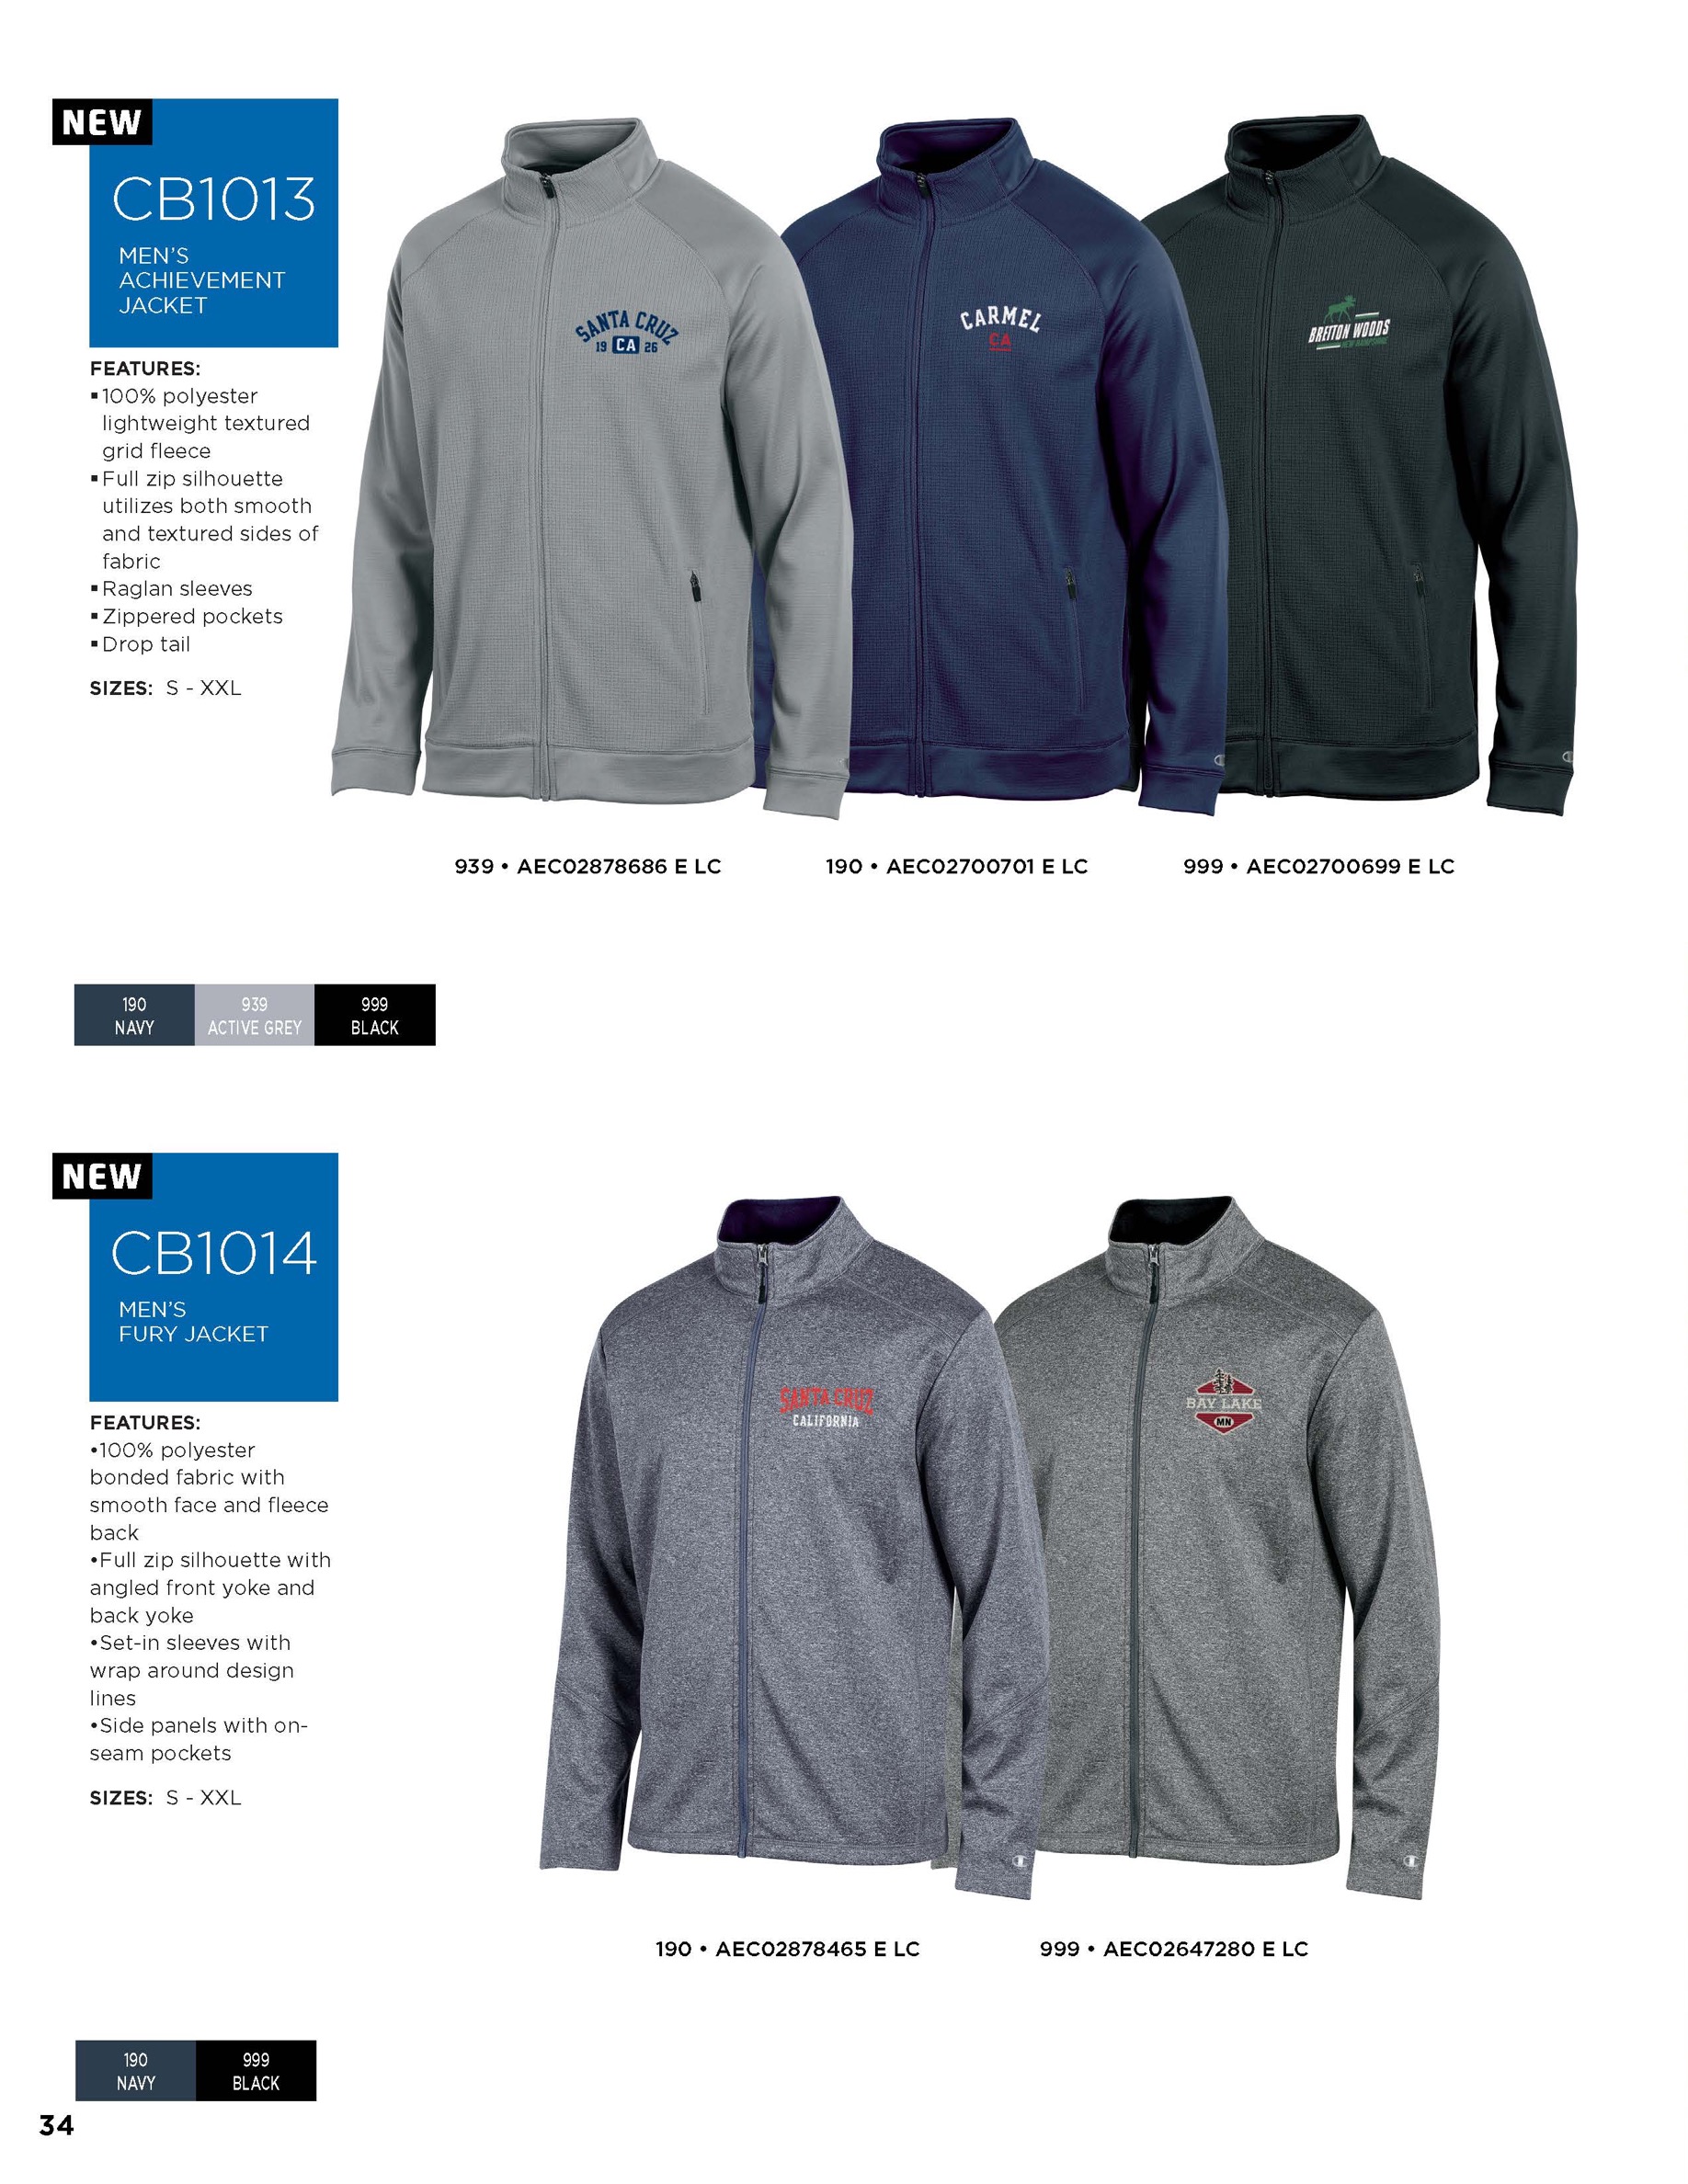 NEW
CB1013
MEN'S
ACHIEVEMENT
JACKET
FEATURES:
▪100% polyester
lightweight textured
grid fleece
▪Full zip silhouette
utilizes both smooth
and textured sides of
fabric
▪Raglan sleeves
▪Zippered pockets
▪Drop tail
SIZES: S - XXL
SANTA CRUZ
19 CA 26
CARMEL
CA
BRETTON WOODS
NEW HAMPSHIRE
939 • AEC02878686 E LC
190 • AEC02700701 E LC
999 • AEC02700699 E LC
190
NAVY
939
ACTIVE GREY
999
BLACK
NEW
CB1014
MEN'S
FURY JACKET
FEATURES:
•100% polyester
bonded fabric with
smooth face and fleece
back
•Full zip silhouette with
angled front yoke and
back yoke
•Set-in sleeves with
wrap around design
lines
•Side panels with on-
seam pockets
SIZES: S - XXL
SANTA CRUZ
CALIFORNIA
BAY LAKE
MN
190 • AEC02878465 E LC
999 • AEC02647280 E LC
190
NAVY
999
BLACK
34